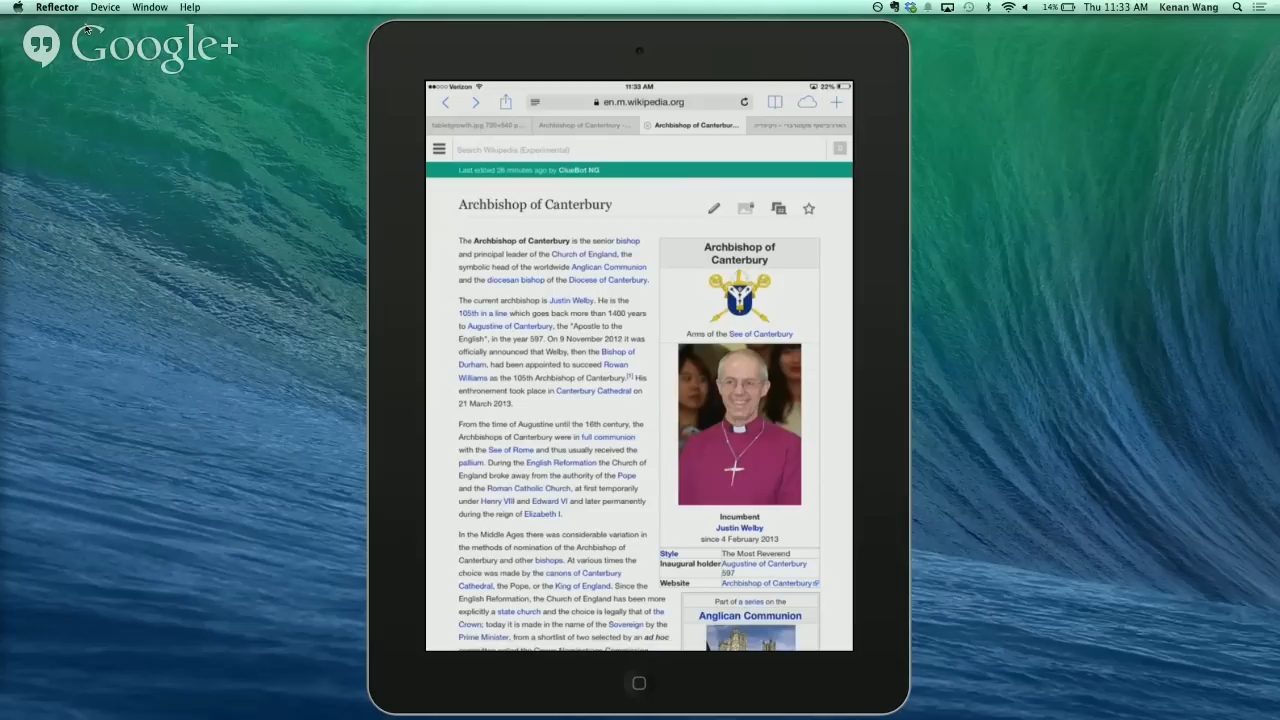 Reflector Device Window Help
14% Thu 11:33 AM Kenan Wang
Google+
Verizon 11:33 AM 22%
en.m.wikipedia.org
Archbishop of Canterbury -... Archbishop of Canterbur...
Search Wikipedia (Experimental)
0
Last edited 26 minutes ago by ClueBot NG
Archbishop of Canterbury
The Archbishop of Canterbury is the senior bishop
and principal leader of the Church of England, the
symbolic head of the worldwide Anglican Communion
and the diocesan bishop of the Diocese of Canterbury.
The current archbishop is Justin Welby. He is the
105th in a line which goes back more than 1400 years
to Augustine of Canterbury, the "Apostle to the
English", in the year 597. On 9 November 2012 it was
officially announced that Welby, then the Bishop of
Durham, had been appointed to succeed Rowan
Williams as the 105th Archbishop of Canterbury.[1] His
enthronement took place in Canterbury Cathedral on
21 March 2013.
From the time of Augustine until the 16th century, the
Archbishops of Canterbury were in full communion
with the See of Rome and thus usually received the
pallium. During the English Reformation the Church of
England broke away from the authority of the Pope
and the Roman Catholic Church, at first temporarily
under Henry VIII and Edward VI and later permanently
during the reign of Elizabeth I.
In the Middle Ages there was considerable variation in
the methods of nomination of the Archbishop of
Canterbury and other bishops. At various times the
choice was made by the canons of Canterbury
Cathedral, the Pope, or the King of England. Since the
English Reformation, the Church of England has been more
explicitly a state church and the choice is legally that of the
Crown; today it is made in the name of the Sovereign by the
Prime Minister, from a shortlist of two selected by an ad hoc
Archbishop of
Canterbury
Arms of the See of Canterbury
Incumbent
Justin Welby
since 4 February 2013
Style The Most Reverend
Inaugural holder Augustine of Canterbury
597
Website Archbishop of Canterbury
Part of a series on the
Anglican Communion